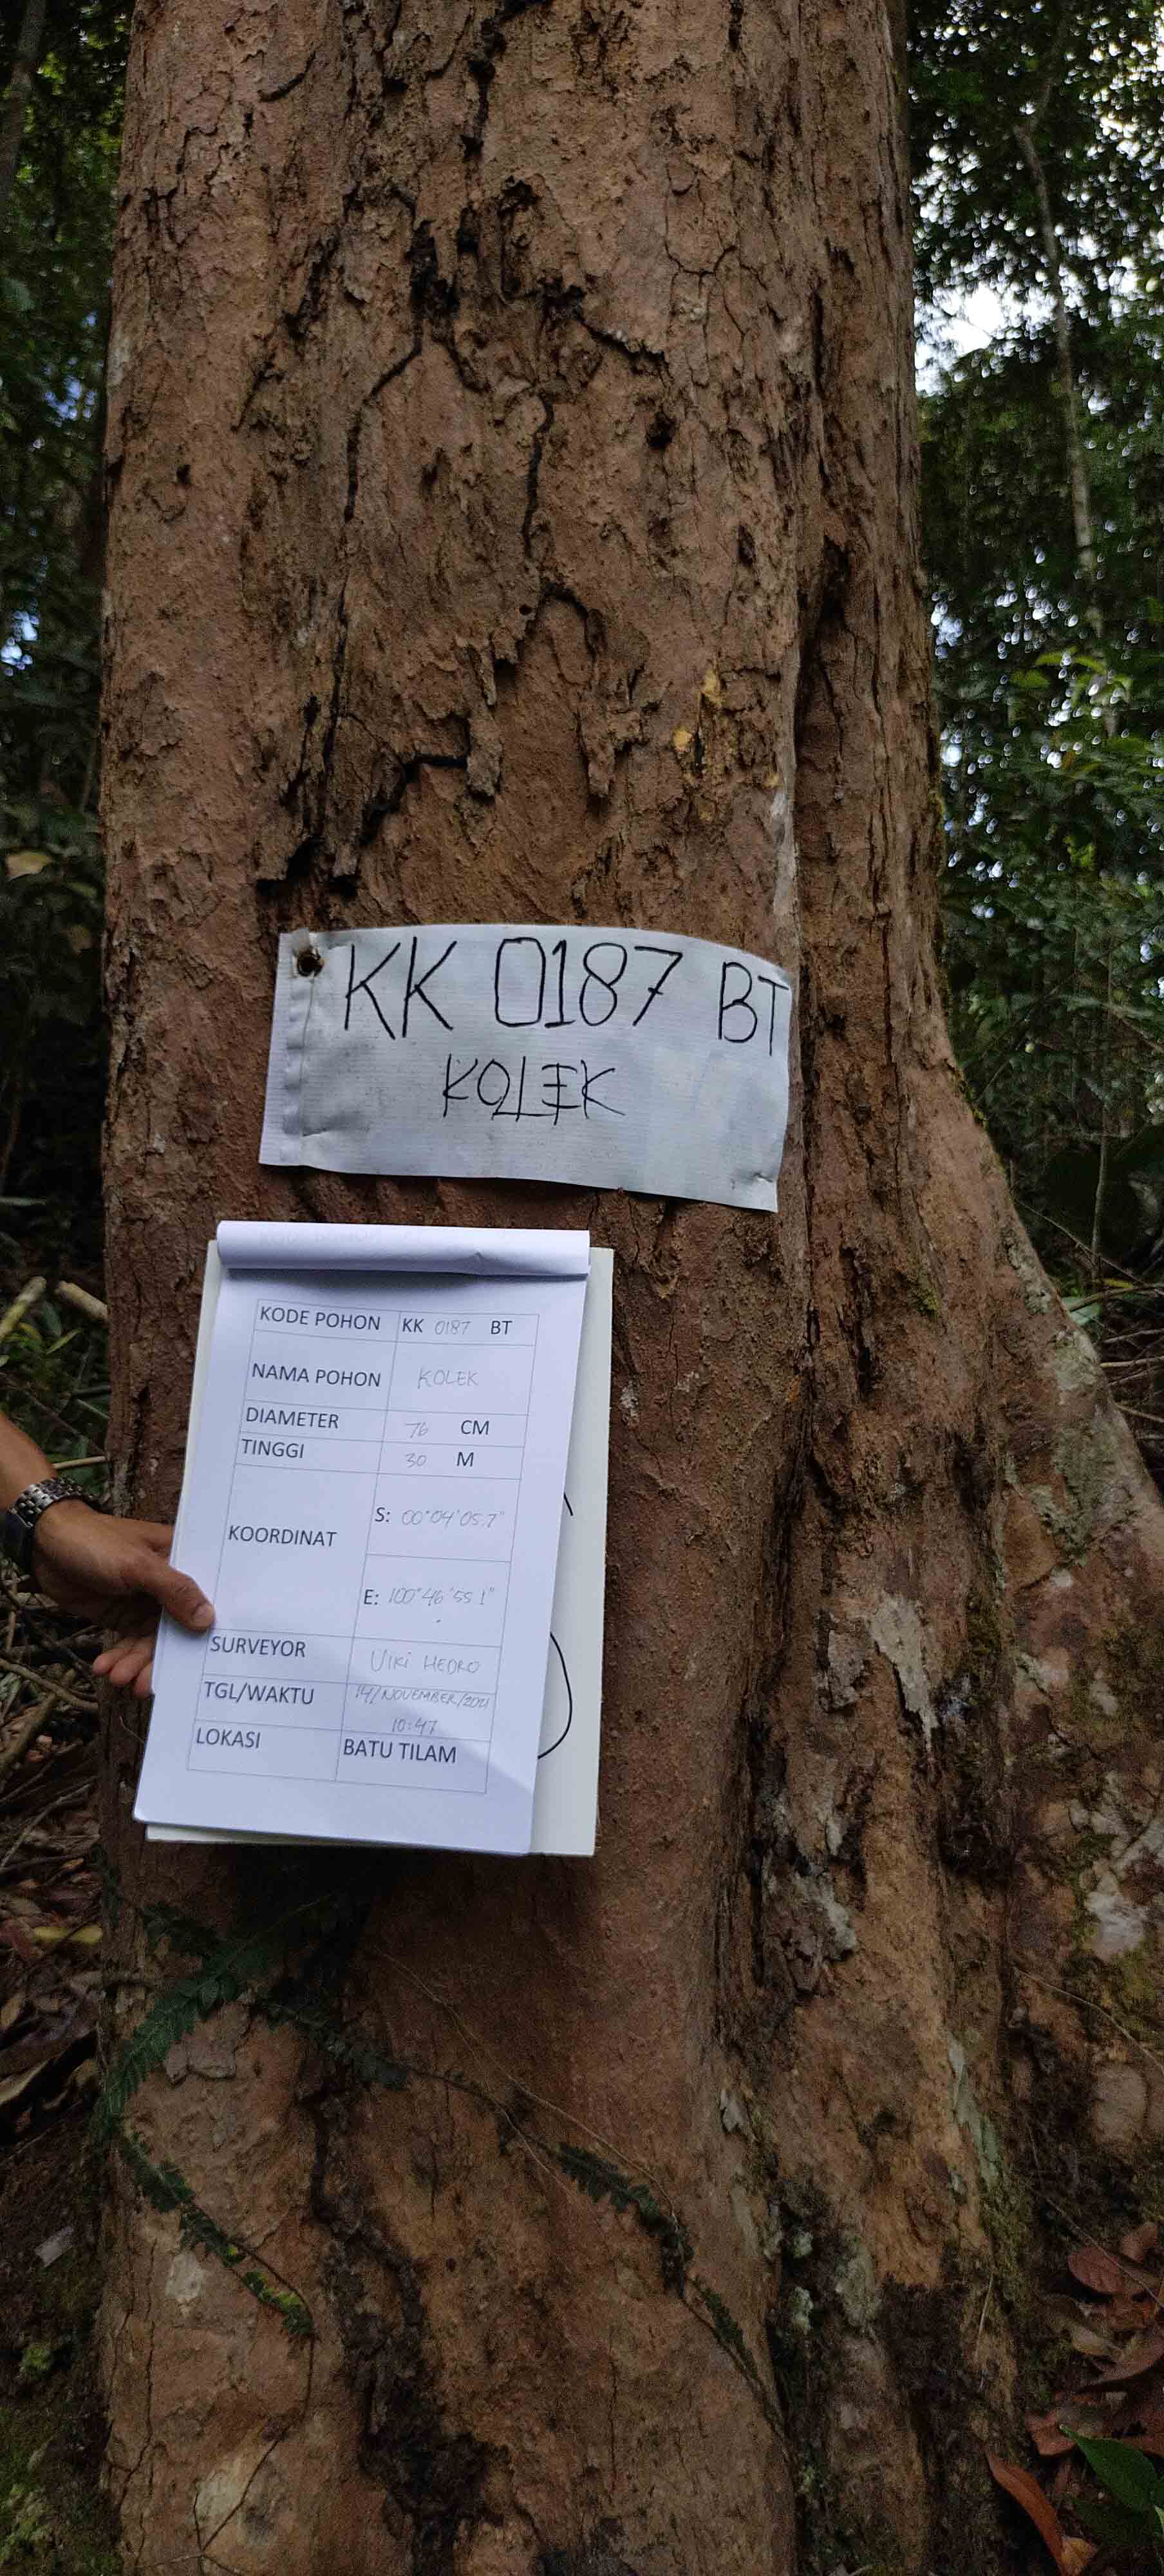 KK 0187 BT
KOLEK
KODE POHON KK 0187 BT
NAMA POHON KOLEK
DIAMETER 76 CM
TINGGI 30 M
KOORDINAT
S: 00°04'05.7"
E: 100°46'55.1"
SURVEYOR VIKI HEDRO
TGL/WAKTU 14/NOVEMBER/2021
10:47
LOKASI BATU TILAM